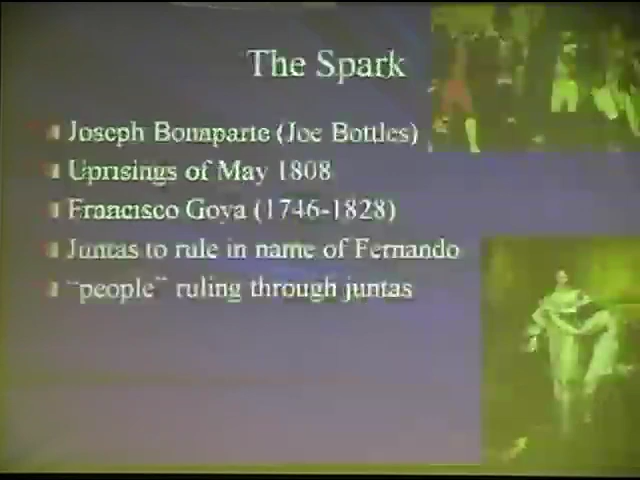 The Spark
Joseph Bonaparte (Joe Bottles)
Uprisings of May 1808
Francisco Goya (1746-1828)
Juntas to rule in name of Fernando
"people" ruling through juntas